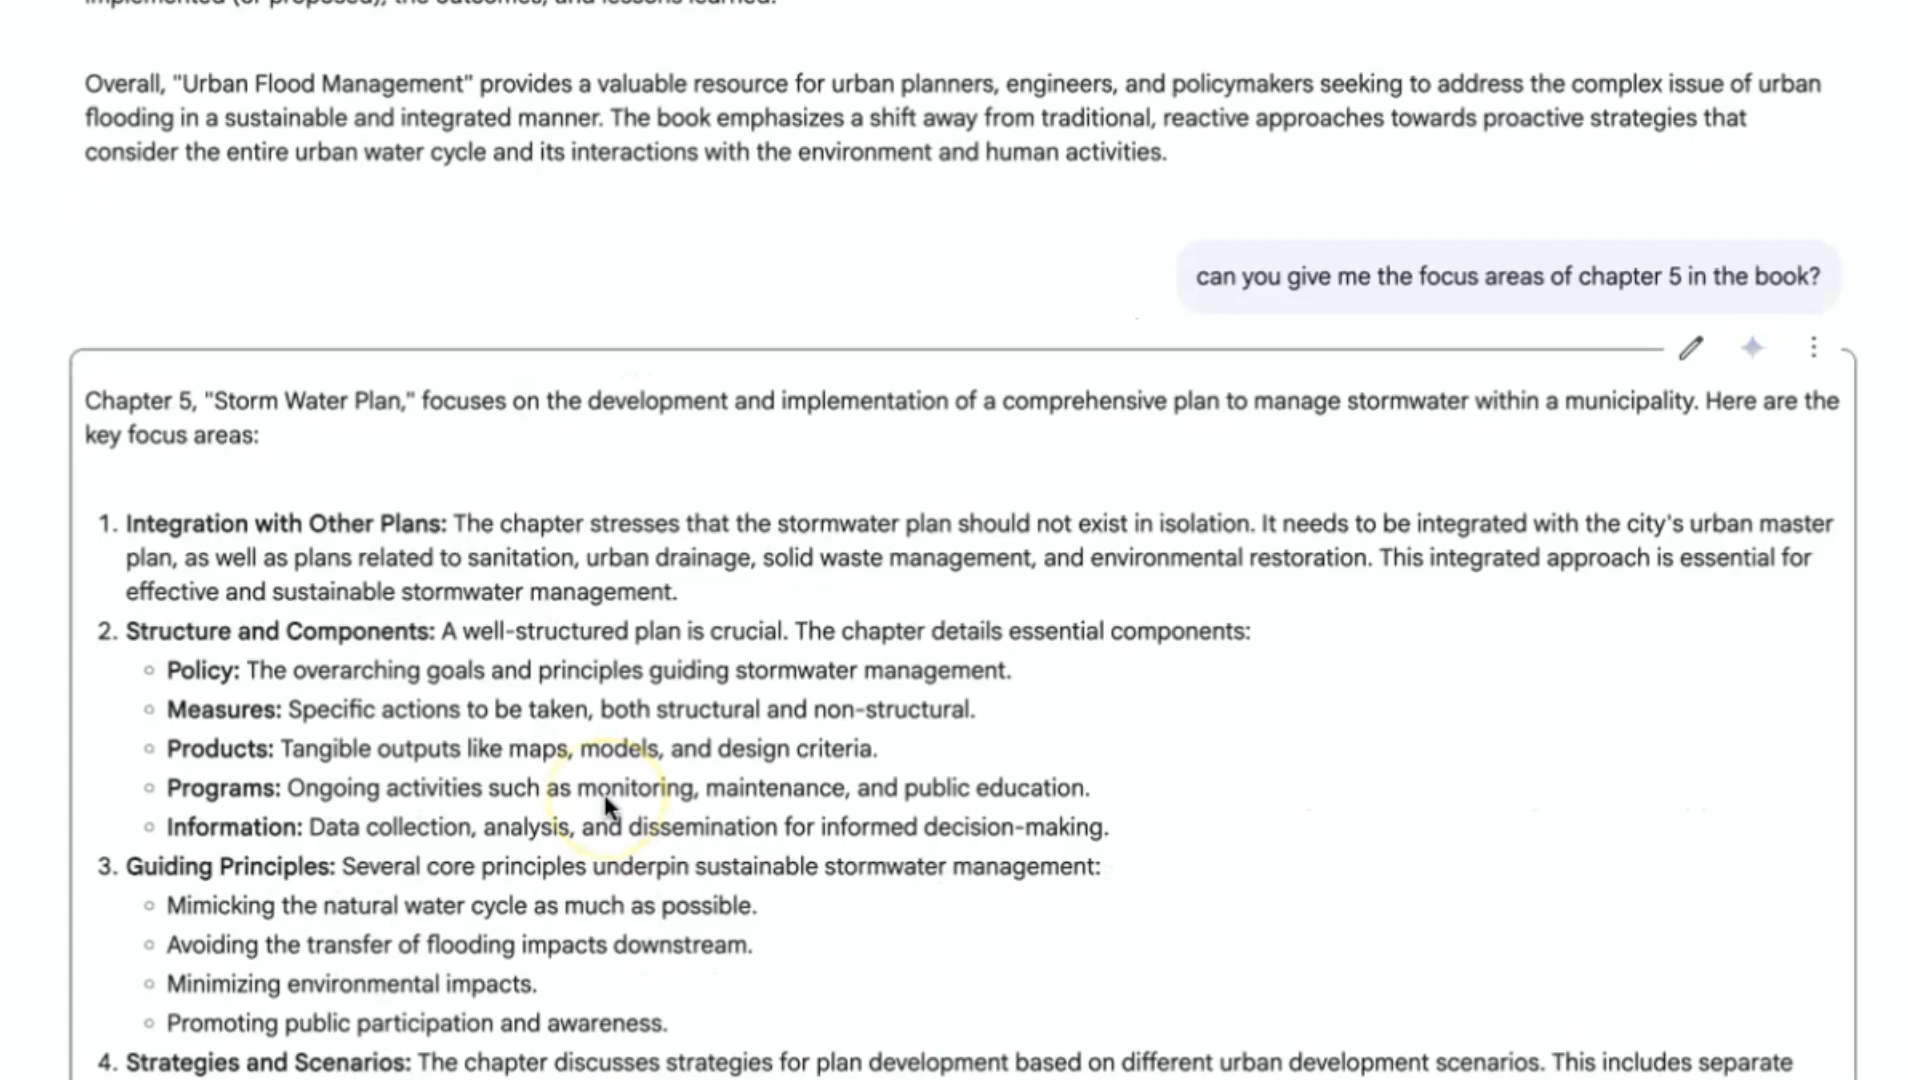 implemented (or proposed), the outcomes, and lessons learned.
Overall, "Urban Flood Management" provides a valuable resource for urban planners, engineers, and policymakers seeking to address the complex issue of urban
flooding in a sustainable and integrated manner. The book emphasizes a shift away from traditional, reactive approaches towards proactive strategies that
consider the entire urban water cycle and its interactions with the environment and human activities.
can you give me the focus areas of chapter 5 in the book?
Chapter 5, "Storm Water Plan," focuses on the development and implementation of a comprehensive plan to manage stormwater within a municipality. Here are the
key focus areas:
1. Integration with Other Plans: The chapter stresses that the stormwater plan should not exist in isolation. It needs to be integrated with the city's urban master
plan, as well as plans related to sanitation, urban drainage, solid waste management, and environmental restoration. This integrated approach is essential for
effective and sustainable stormwater management.
2. Structure and Components: A well-structured plan is crucial. The chapter details essential components:
◦ Policy: The overarching goals and principles guiding stormwater management.
◦ Measures: Specific actions to be taken, both structural and non-structural.
◦ Products: Tangible outputs like maps, models, and design criteria.
◦ Programs: Ongoing activities such as monitoring, maintenance, and public education.
◦ Information: Data collection, analysis, and dissemination for informed decision-making.
3. Guiding Principles: Several core principles underpin sustainable stormwater management:
◦ Mimicking the natural water cycle as much as possible.
◦ Avoiding the transfer of flooding impacts downstream.
◦ Minimizing environmental impacts.
◦ Promoting public participation and awareness.
4. Strategies and Scenarios: The chapter discusses strategies for plan development based on different urban development scenarios. This includes separate